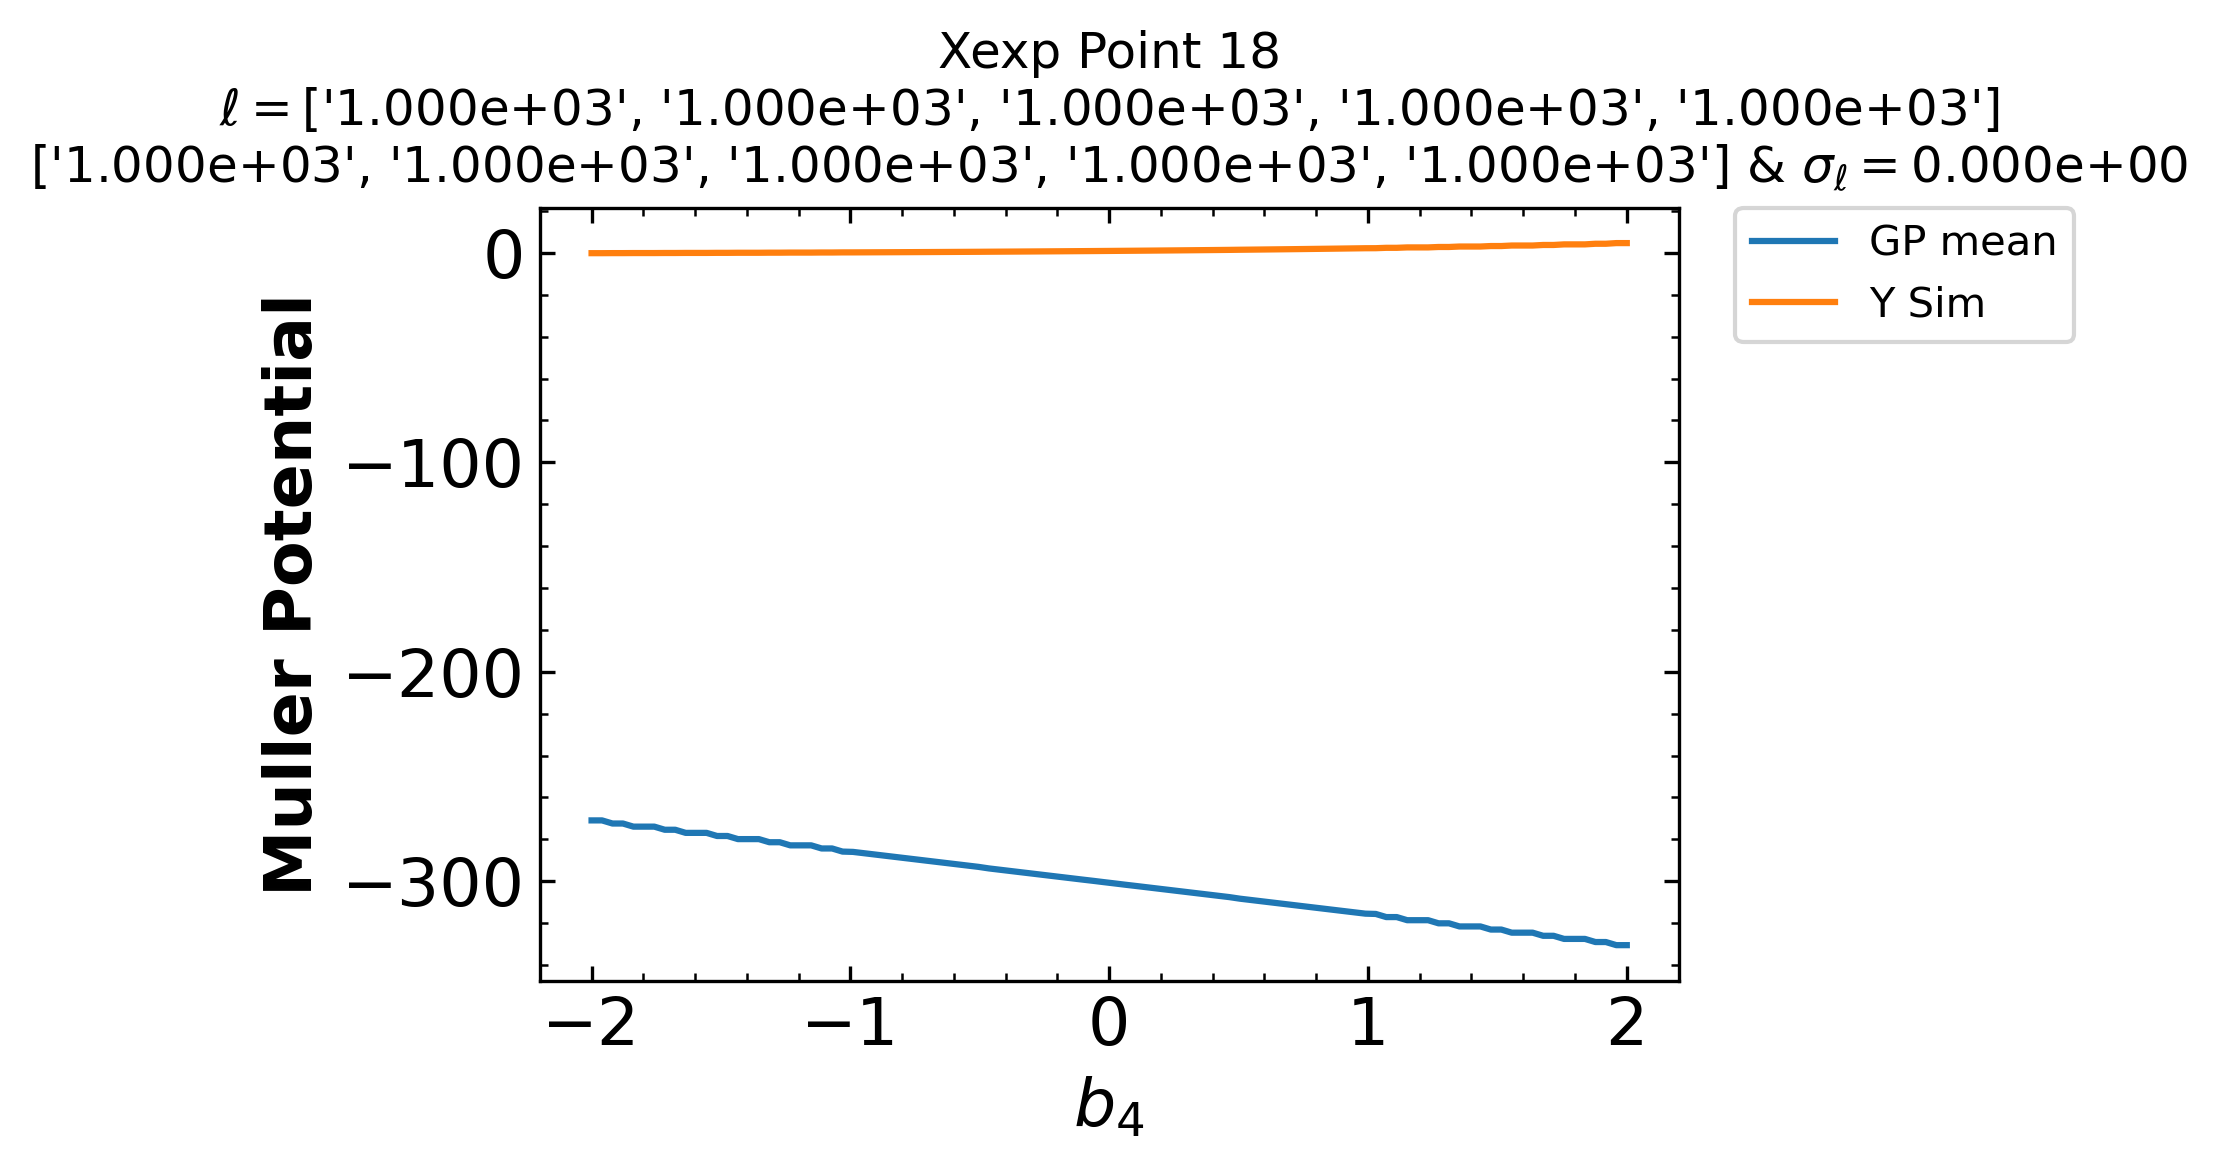 Xexp Point 18
ℓ = ['1.000e+03', '1.000e+03', '1.000e+03', '1.000e+03', '1.000e+03']
['1.000e+03', '1.000e+03', '1.000e+03', '1.000e+03', '1.000e+03'] & σℓ = 0.000e+00
GP mean
Y Sim
Muller Potential
0
−100
−200
−300
−2 −1 0 1 2
b₄